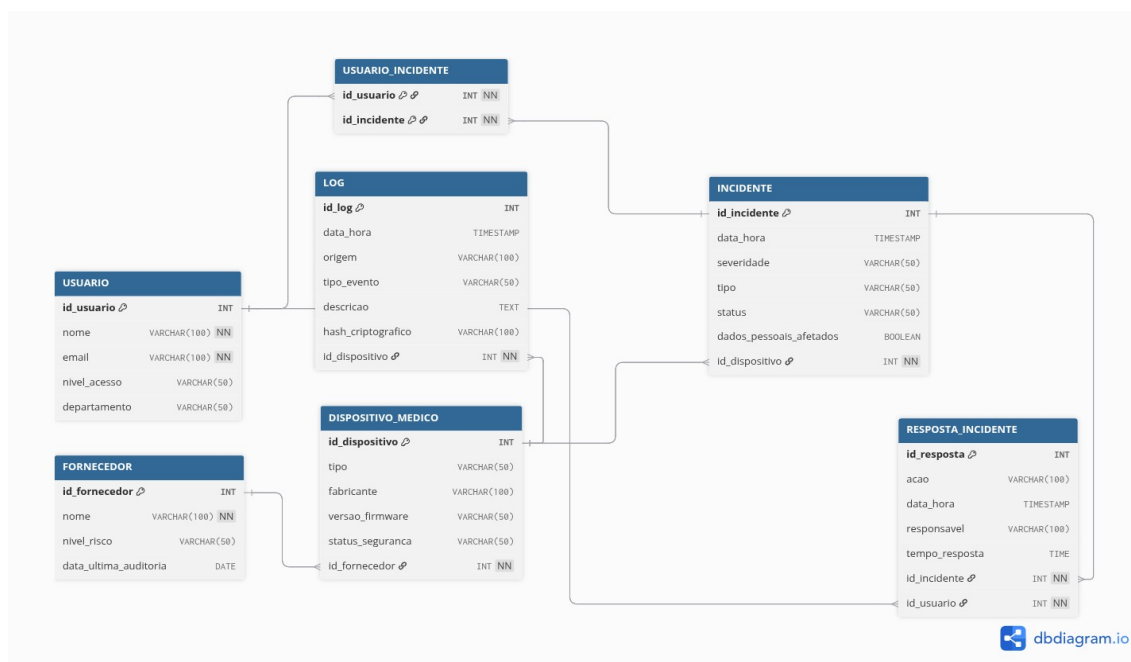 USUARIO_INCIDENTE
id_usuario INT NN
id_incidente INT NN
LOG
id_log INT
data_hora TIMESTAMP
origem VARCHAR(100)
tipo_evento VARCHAR(50)
descricao TEXT
hash_criptografico VARCHAR(100)
id_dispositivo INT NN
INCIDENTE
id_incidente INT
data_hora TIMESTAMP
severidade VARCHAR(50)
tipo VARCHAR(50)
status VARCHAR(50)
dados_pessoais_afetados BOOLEAN
id_dispositivo INT NN
USUARIO
id_usuario INT
nome VARCHAR(100) NN
email VARCHAR(100) NN
nivel_acesso VARCHAR(50)
departamento VARCHAR(50)
DISPOSITIVO_MEDICO
id_dispositivo INT
tipo VARCHAR(50)
fabricante VARCHAR(100)
versao_firmware VARCHAR(50)
status_seguranca VARCHAR(50)
id_fornecedor INT NN
FORNECEDOR
id_fornecedor INT
nome VARCHAR(100) NN
nivel_risco VARCHAR(50)
data_ultima_auditoria DATE
RESPOSTA_INCIDENTE
id_resposta INT
acao VARCHAR(100)
data_hora TIMESTAMP
responsavel VARCHAR(100)
tempo_resposta TIME
id_incidente INT NN
id_usuario INT NN
dbdiagram.io